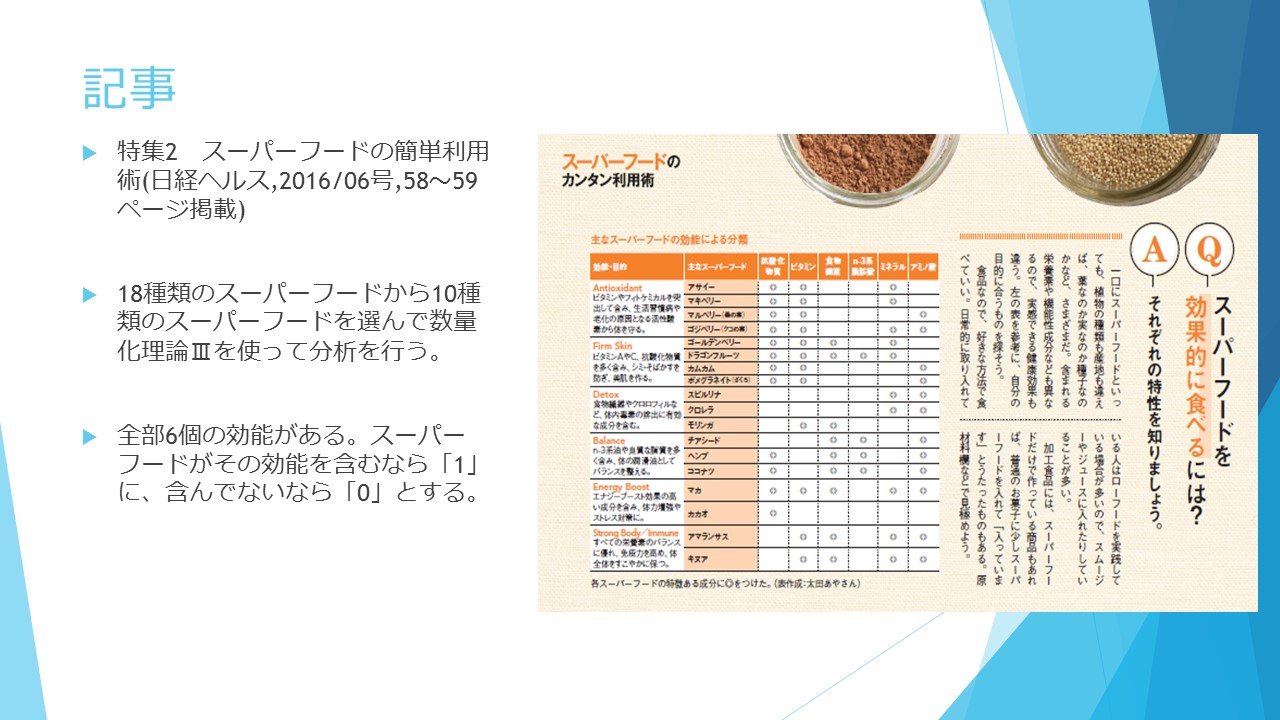 記事
特集2　スーパーフードの簡単利用
術(日経ヘルス,2016/06号,58～59
ページ掲載)
18種類のスーパーフードから10種
類のスーパーフードを選んで数量
化理論Ⅲを使って分析を行う。
全部6個の効能がある。スーパー
フードがその効能を含むなら「1」
に、含んでないなら「0」とする。
スーパーフードの
カンタン利用術
Q
スーパーフードを
効果的に食べるには?
A
それぞれの特性を知りましょう。
一口にスーパーフードといっ
ても、植物の種類も産地も違え
ば、葉なのか実なのか種子なの
かなど、さまざまだ。含まれる
栄養素や機能性成分なども異な
るので、実感できる健康効果も
違う。左の表を参考に、自分の
目的に合うものを探そう。
食品なので、好きな方法で食
べていい。日常的に取り入れて
いる人はローフードを実践して
いる場合が多いので、スムージ
ーやジュースに入れたりしてい
ることが多い。
加工食品には、スーパーフー
ドだけで作っている商品もあれ
ば、普通のお菓子に少しスーパ
ーフードを入れて「入っていま
す」とうたったものもある。原
材料欄などで見極めよう。
主なスーパーフードの効能による分類
効能・目的 主なスーパーフード 抗酸化物質 ビタミン 食物繊維 n-3系脂肪酸 ミネラル アミノ酸
Antioxidant
ビタミンやフィトケミカルを突
出して含み、生活習慣病や
老化の原因となる活性酸
素から体を守る。
アサイー ◎ ◎ ◎
マキベリー ◎ ◎ ◎
マルベリー(桑の実) ◎ ◎ ◎
ゴジベリー(クコの実) ◎ ◎ ◎ ◎
Firm Skin
ビタミンAやC、抗酸化物質
を多く含み、シミ・そばかすを
防ぎ、美肌を作る。
ゴールデンベリー ◎ ◎ ◎ ◎
ドラゴンフルーツ ◎ ◎ ◎ ◎ ◎ ◎
カムカム ◎ ◎ ◎
ポメグラネイト(ざくろ) ◎ ◎ ◎
Detox
食物繊維やクロロフィルな
ど、体内毒素の排出に有効
な成分を含む。
スピルリナ ◎ ◎
クロレラ ◎ ◎
モリンガ ◎ ◎
Balance
n-3系油や良質な脂質を多
く含み、体の潤滑油として
バランスを整える。
チアシード ◎ ◎ ◎
ヘンプ ◎ ◎ ◎ ◎
ココナツ ◎ ◎ ◎ ◎
Energy Boost
エナジーブースト効果の高
い成分を含み、体力増強や
ストレス対策に。
マカ ◎ ◎ ◎ ◎ ◎
カカオ ◎
Strong Body/Immune
すべての栄養素のバランス
に優れ、免疫力を高め、体
全体をすこやかに保つ。
アマランサス ◎ ◎ ◎ ◎
キヌア ◎ ◎ ◎ ◎
各スーパーフードの特徴ある成分に◎をつけた。(表作成:太田あやさん)